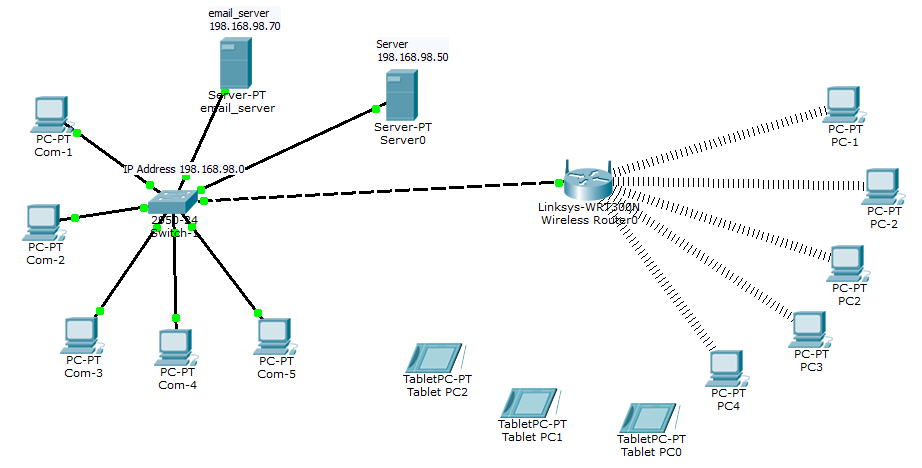 email_server
198.168.98.70
Server
198.168.98.50
Server-PT
email_server
Server-PT
Server0
PC-PT
Com-1
PC-PT
PC-1
IP Address 198.168.98.0
2950-24
Switch-1
Linksys-WRT300N
Wireless Router0
PC-PT
PC-2
PC-PT
Com-2
PC-PT
PC2
PC-PT
Com-3
PC-PT
Com-4
PC-PT
Com-5
PC-PT
PC3
TabletPC-PT
Tablet PC2
PC-PT
PC4
TabletPC-PT
Tablet PC1
TabletPC-PT
Tablet PC0